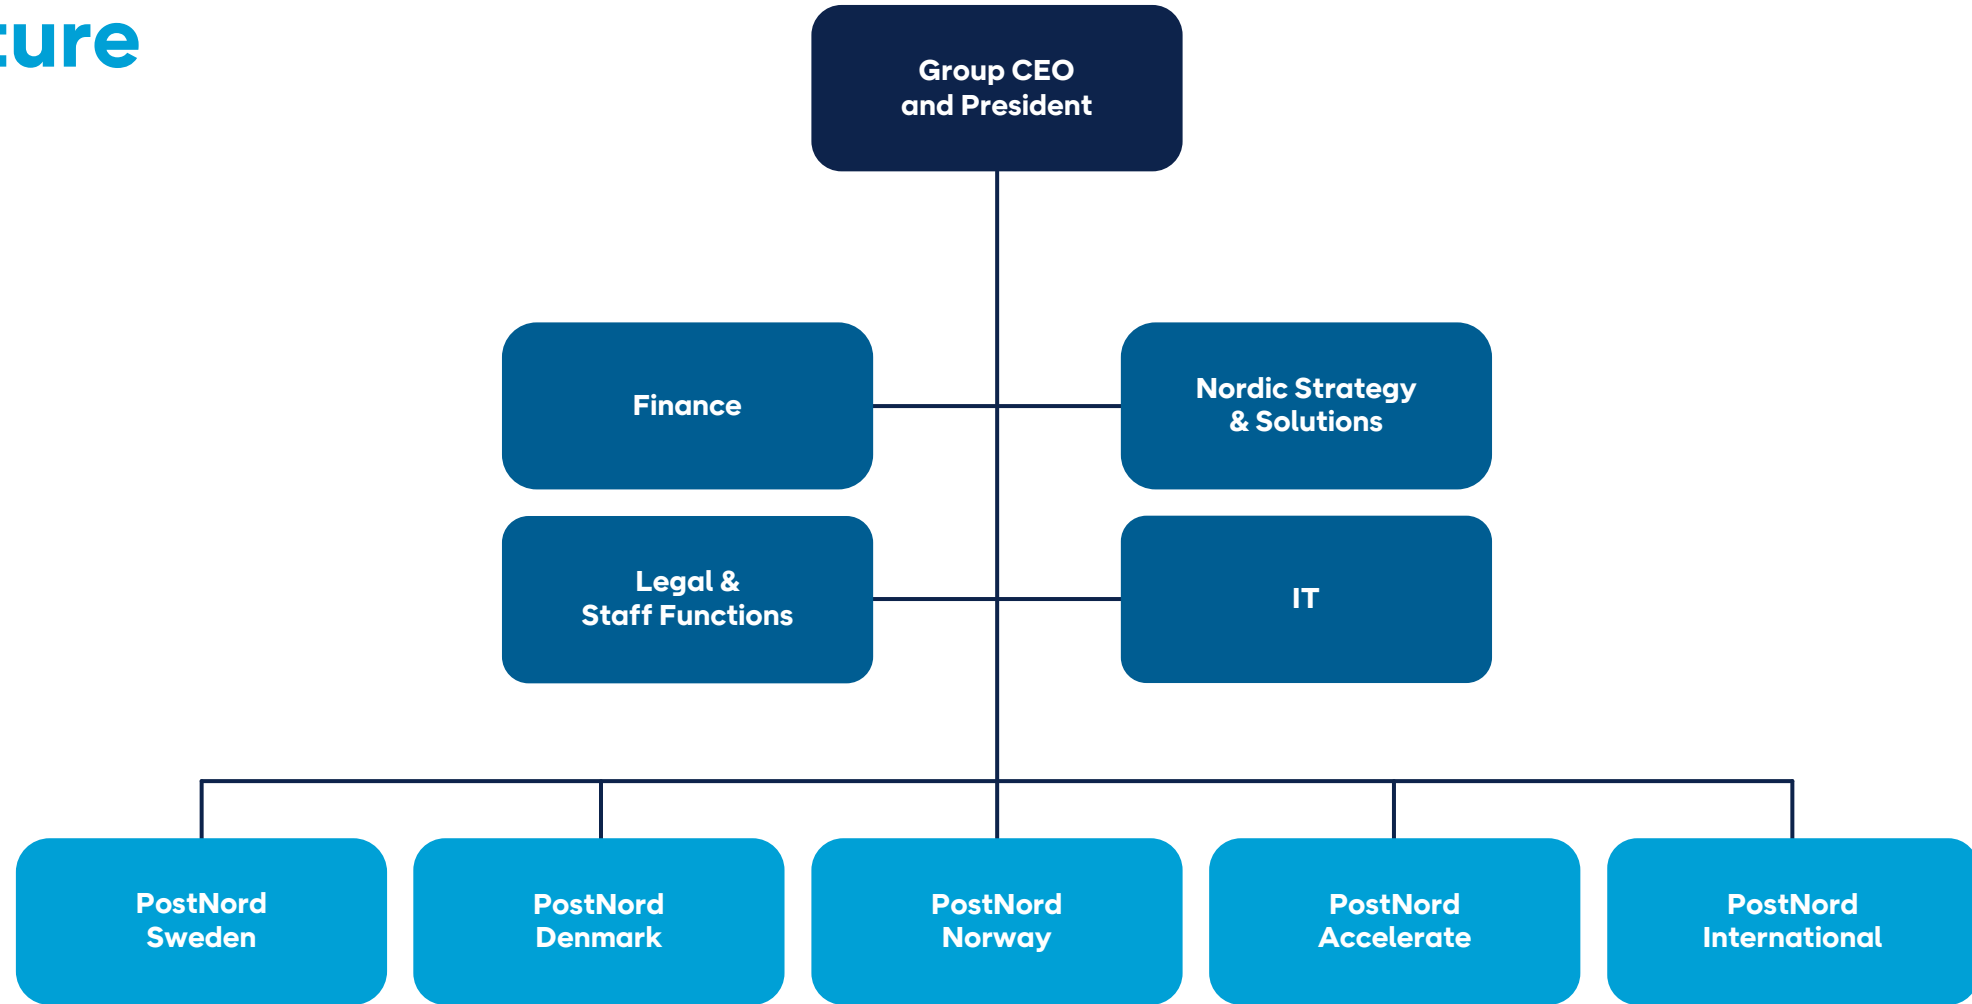 ture
Group CEO
and President
Finance
Nordic Strategy
& Solutions
Legal &
Staff Functions
IT
PostNord
Sweden
PostNord
Denmark
PostNord
Norway
PostNord
Accelerate
PostNord
International